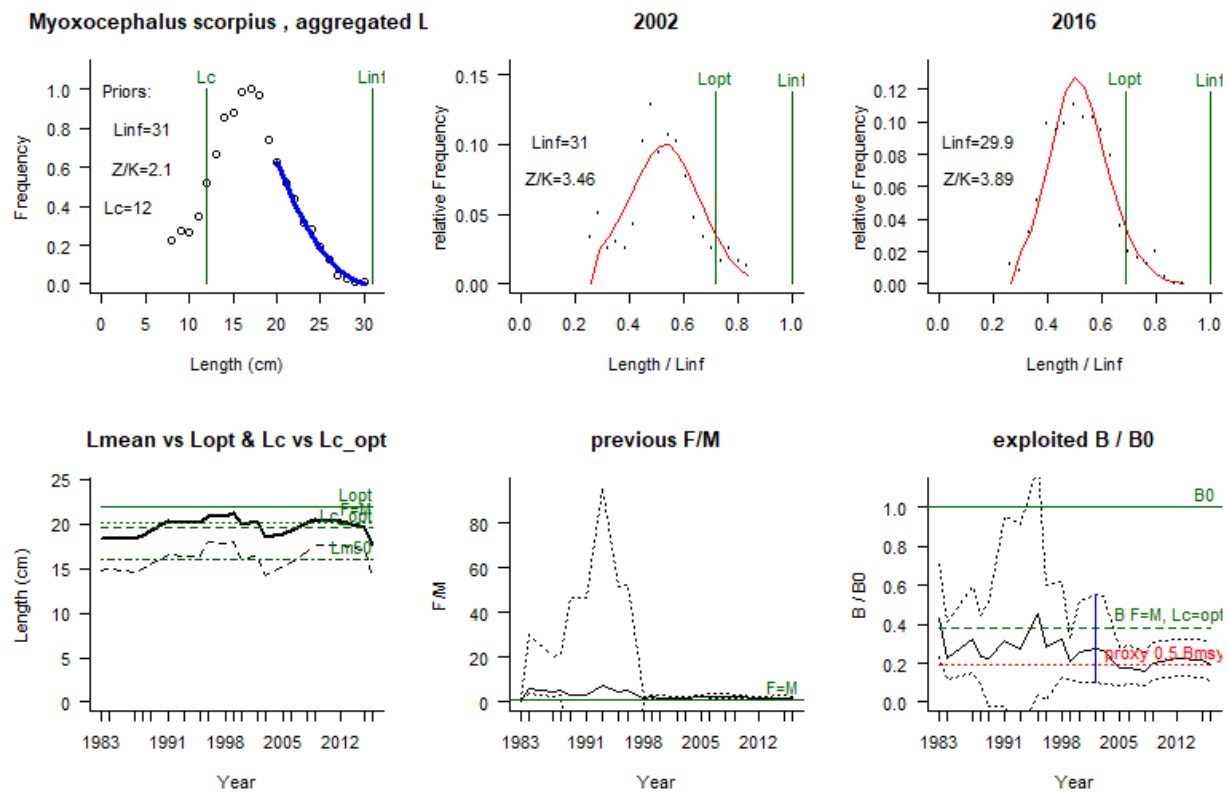 Myoxocephalus scorpius , aggregated L
Frequency
1.0
0.8
0.6
0.4
0.2
0.0
Priors:
Linf=31
Z/K=2.1
Lc=12
Lc
Linf
0 5 10 15 20 25 30
Length (cm)
2002
relative Frequency
0.15
0.10
0.05
0.00
Linf=31
Z/K=3.46
Lopt
Linf
0.0 0.2 0.4 0.6 0.8 1.0
Length / Linf
2016
relative Frequency
0.12
0.10
0.08
0.06
0.04
0.02
0.00
Linf=29.9
Z/K=3.89
Lopt
Linf
0.0 0.2 0.4 0.6 0.8 1.0
Length / Linf
Lmean vs Lopt & Lc vs Lc_opt
Length (cm)
25
20
15
10
5
0
Lopt
F=M
Lc_opt
Lm50
1983 1991 1998 2005 2012
Year
previous F/M
F/M
80
60
40
20
0
F=M
1983 1991 1998 2005 2012
Year
exploited B / B0
B / B0
1.0
0.8
0.6
0.4
0.2
0.0
B0
B F=M, Lc=opt
proxy 0.5 Bmsy
1983 1991 1998 2005 2012
Year